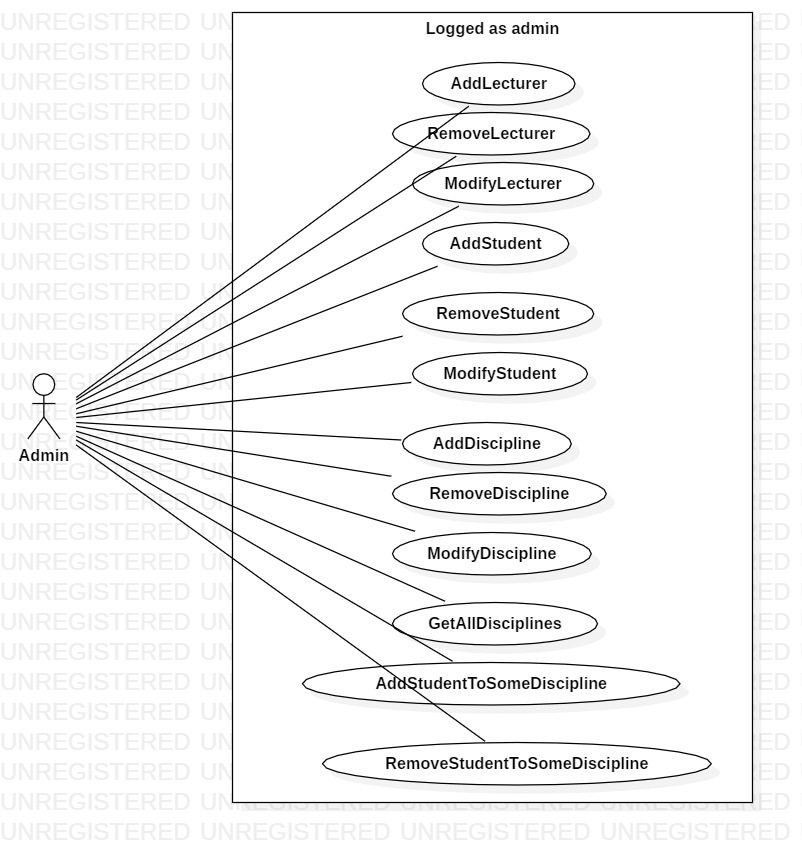 Logged as admin
AddLecturer
RemoveLecturer
ModifyLecturer
AddStudent
RemoveStudent
ModifyStudent
Admin
AddDiscipline
RemoveDiscipline
ModifyDiscipline
GetAllDisciplines
AddStudentToSomeDiscipline
RemoveStudentToSomeDiscipline
UNREGISTERED UNREGISTERED UNREGISTERED UNREGISTERED